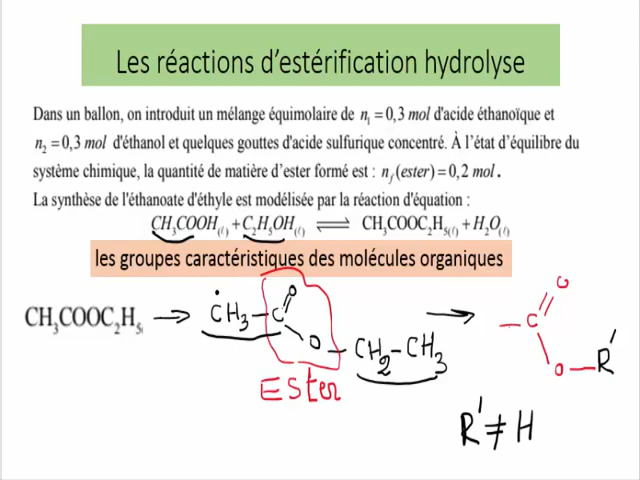 Les réactions d'estérification hydrolyse
Dans un ballon, on introduit un mélange équimolaire de n₁ = 0,3 mol d'acide éthanoïque et
n₂ = 0,3 mol d'éthanol et quelques gouttes d'acide sulfurique concentré. À l'état d'équilibre du
système chimique, la quantité de matière d'ester formé est : n_f (ester) = 0,2 mol.
La synthèse de l'éthanoate d'éthyle est modélisée par la réaction d'équation :
CH₃COOH(ℓ) + C₂H₅OH(ℓ) ⇌ CH₃COOC₂H₅(ℓ) + H₂O(ℓ)
les groupes caractéristiques des molécules organiques
CH₃COOC₂H₅ → CH₃ – C = O → – C = O
O – CH₂ – CH₃ O – R'
Ester
R' ≠ H